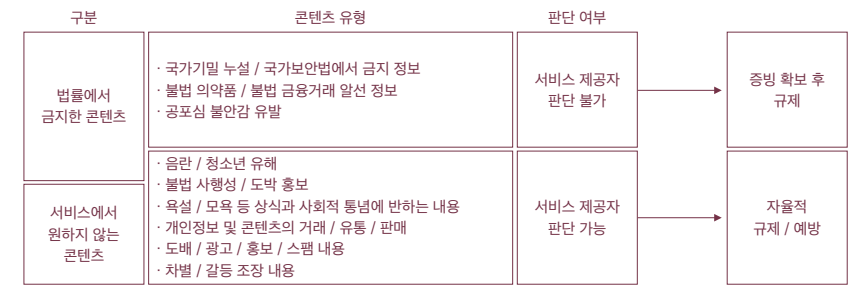 구분
콘텐츠 유형
판단 여부
법률에서
금지한 콘텐츠
· 국가기밀 누설 / 국가보안법에서 금지 정보
· 불법 의약품 / 불법 금융거래 알선 정보
· 공포심 불안감 유발
서비스 제공자
판단 불가
증빙 확보 후
규제
서비스에서
원하지 않는
콘텐츠
· 음란 / 청소년 유해
· 불법 사행성 / 도박 홍보
· 욕설 / 모욕 등 상식과 사회적 통념에 반하는 내용
· 개인정보 및 콘텐츠의 거래 / 유통 / 판매
· 도배 / 광고 / 홍보 / 스팸 내용
· 차별 / 갈등 조장 내용
서비스 제공자
판단 가능
자율적
규제 / 예방